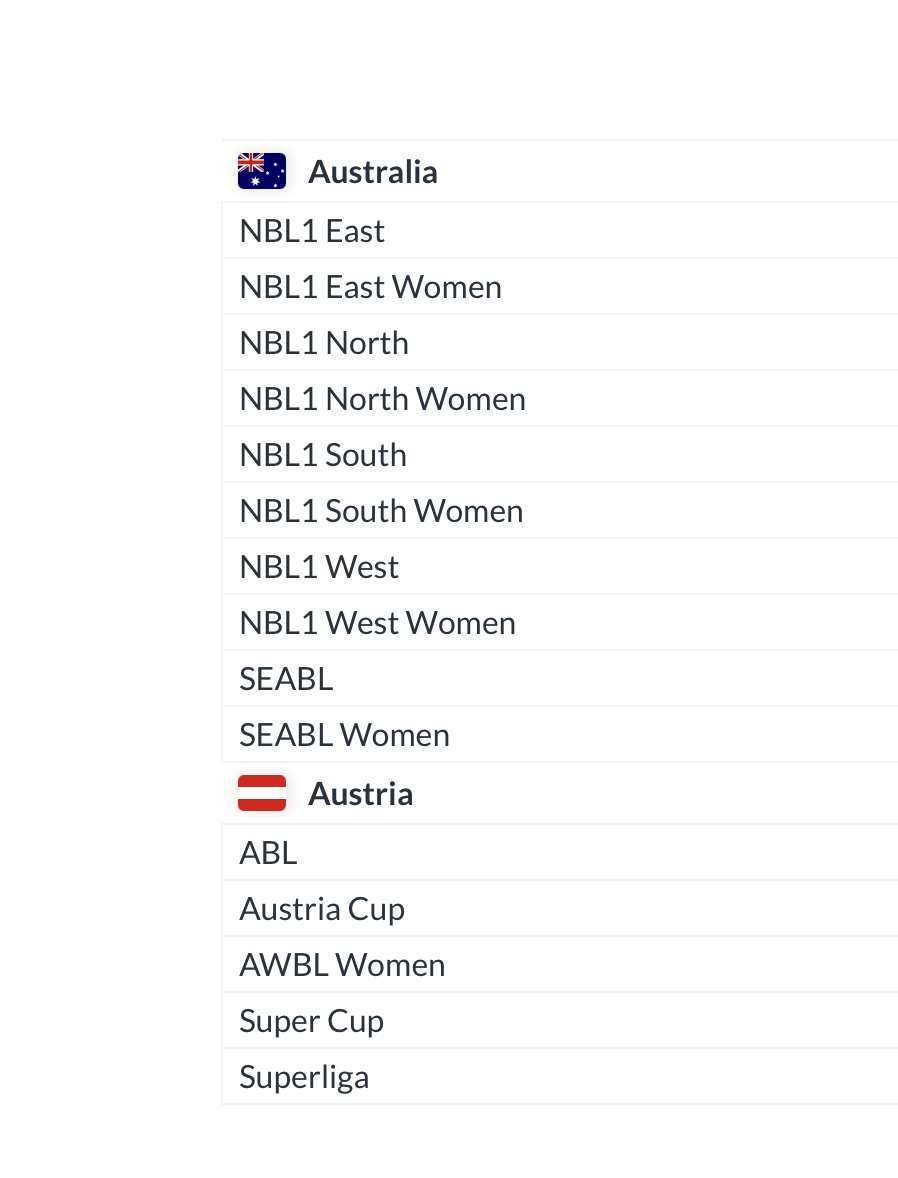 Australia
NBL1 East
NBL1 East Women
NBL1 North
NBL1 North Women
NBL1 South
NBL1 South Women
NBL1 West
NBL1 West Women
SEABL
SEABL Women
Austria
ABL
Austria Cup
AWBL Women
Super Cup
Superliga